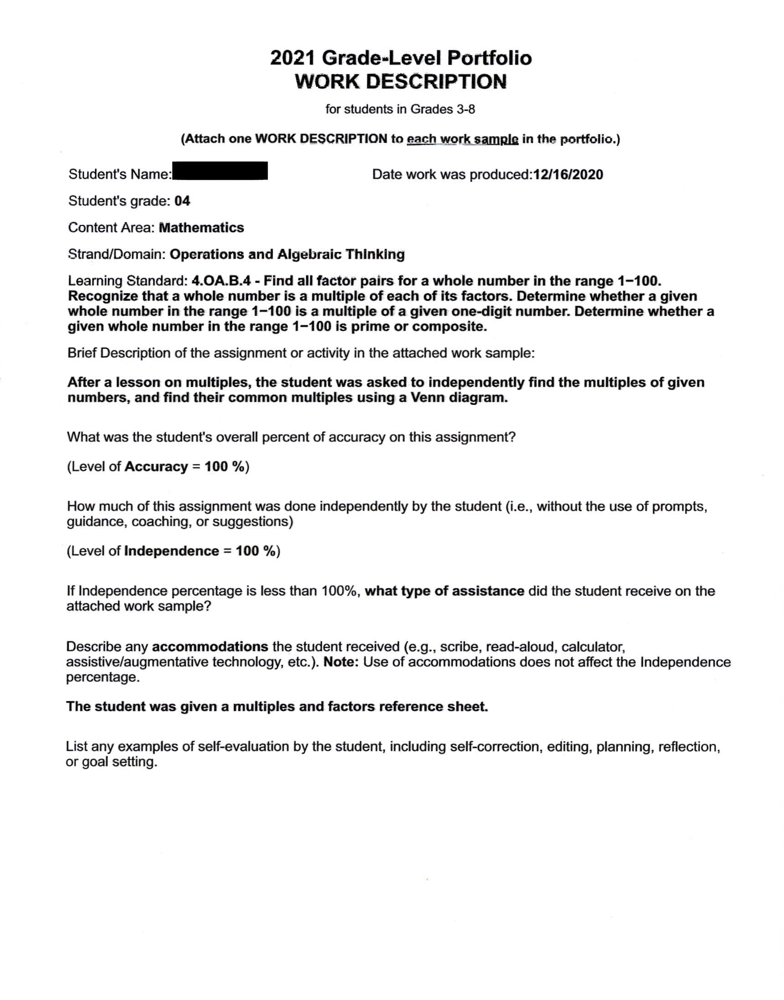 2021 Grade-Level Portfolio
WORK DESCRIPTION
for students in Grades 3-8
(Attach one WORK DESCRIPTION to each work sample in the portfolio.)
Student's Name: Date work was produced:12/16/2020
Student's grade: 04
Content Area: Mathematics
Strand/Domain: Operations and Algebraic Thinking
Learning Standard: 4.OA.B.4 - Find all factor pairs for a whole number in the range 1–100.
Recognize that a whole number is a multiple of each of its factors. Determine whether a given
whole number in the range 1–100 is a multiple of a given one-digit number. Determine whether a
given whole number in the range 1–100 is prime or composite.
Brief Description of the assignment or activity in the attached work sample:
After a lesson on multiples, the student was asked to independently find the multiples of given
numbers, and find their common multiples using a Venn diagram.
What was the student's overall percent of accuracy on this assignment?
(Level of Accuracy = 100 %)
How much of this assignment was done independently by the student (i.e., without the use of prompts,
guidance, coaching, or suggestions)
(Level of Independence = 100 %)
If Independence percentage is less than 100%, what type of assistance did the student receive on the
attached work sample?
Describe any accommodations the student received (e.g., scribe, read-aloud, calculator,
assistive/augmentative technology, etc.). Note: Use of accommodations does not affect the Independence
percentage.
The student was given a multiples and factors reference sheet.
List any examples of self-evaluation by the student, including self-correction, editing, planning, reflection,
or goal setting.